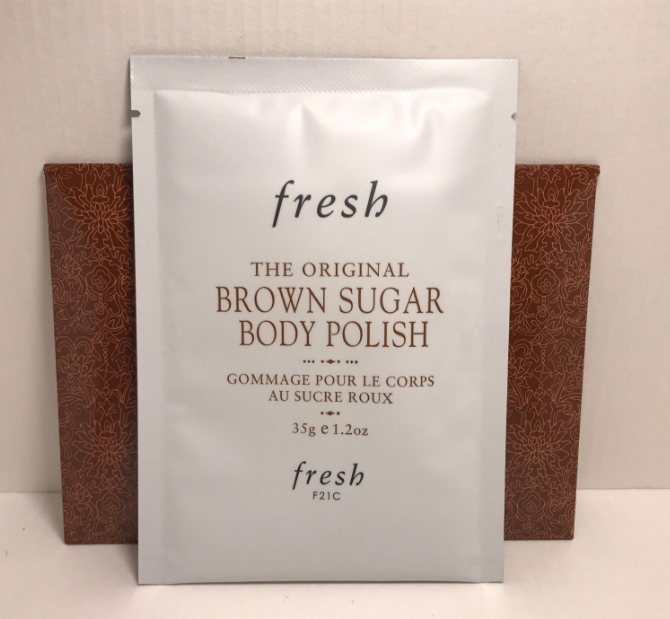 fresh
THE ORIGINAL
BROWN SUGAR
BODY POLISH
GOMMAGE POUR LE CORPS
AU SUCRE ROUX
35g e 1.2oz
fresh
F21C